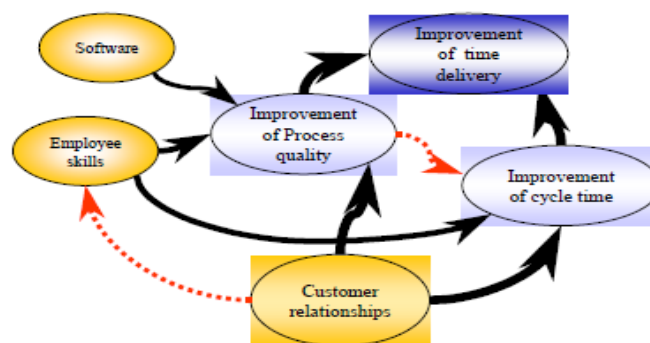 Software
Improvement
of time
delivery
Improvement
of Process
quality
Employee
skills
Improvement
of cycle time
Customer
relationships